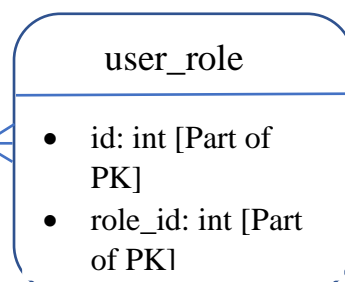 user_role
• id: int [Part of
PK]
• role_id: int [Part
of PK]